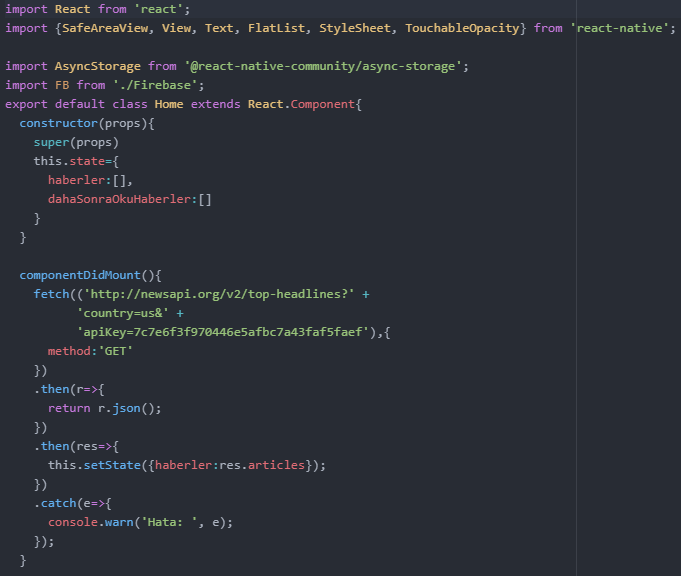 import React from 'react';
import {SafeAreaView, View, Text, FlatList, StyleSheet, TouchableOpacity} from 'react-native';
import AsyncStorage from '@react-native-community/async-storage';
import FB from './Firebase';
export default class Home extends React.Component{
constructor(props){
super(props)
this.state={
haberler:[],
dahaSonraOkuHaberler:[]
}
}
componentDidMount(){
fetch(('http://newsapi.org/v2/top-headlines?' +
'country=us&' +
'apiKey=7c7e6f3f970446e5afbc7a43faf5faef'),{
method:'GET'
})
.then(r=>{
return r.json();
})
.then(res=>{
this.setState({haberler:res.articles});
})
.catch(e=>{
console.warn('Hata: ', e);
});
}